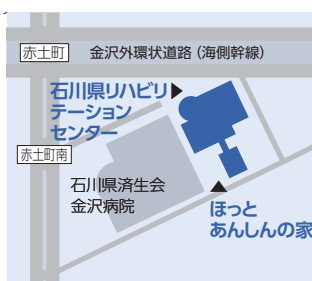 赤土町
金沢外環状道路（海側幹線）
石川県リハビリ
テーション
センター
赤土町南
石川県済生会
金沢病院
ほっと
あんしんの家